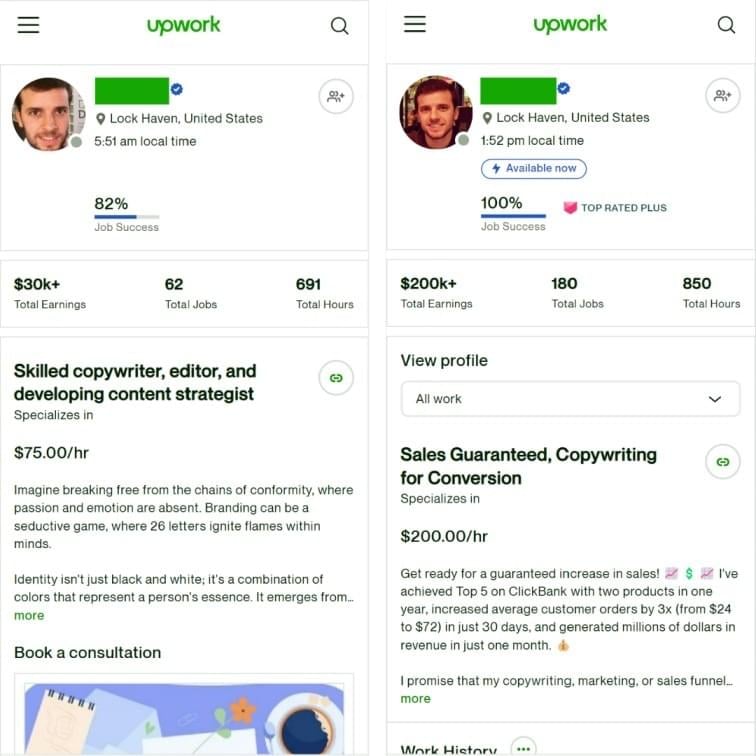 upwork
Lock Haven, United States
5:51 am local time
82%
Job Success
$30k+
Total Earnings
62
Total Jobs
691
Total Hours
Skilled copywriter, editor, and
developing content strategist
Specializes in
$75.00/hr
Imagine breaking free from the chains of conformity, where
passion and emotion are absent. Branding can be a
seductive game, where 26 letters ignite flames within
minds.
Identity isn't just black and white; it's a combination of
colors that represent a person's essence. It emerges from...
more
Book a consultation
upwork
Lock Haven, United States
1:52 pm local time
Available now
100%
Job Success
TOP RATED PLUS
$200k+
Total Earnings
180
Total Jobs
850
Total Hours
View profile
All work
Sales Guaranteed, Copywriting
for Conversion
Specializes in
$200.00/hr
Get ready for a guaranteed increase in sales! 📈 💲 📈 I've
achieved Top 5 on ClickBank with two products in one
year, increased average customer orders by 3x (from $24
to $72) in just 30 days, and generated millions of dollars in
revenue in just one month. 💰
I promise that my copywriting, marketing, or sales funnel...
more
Work History